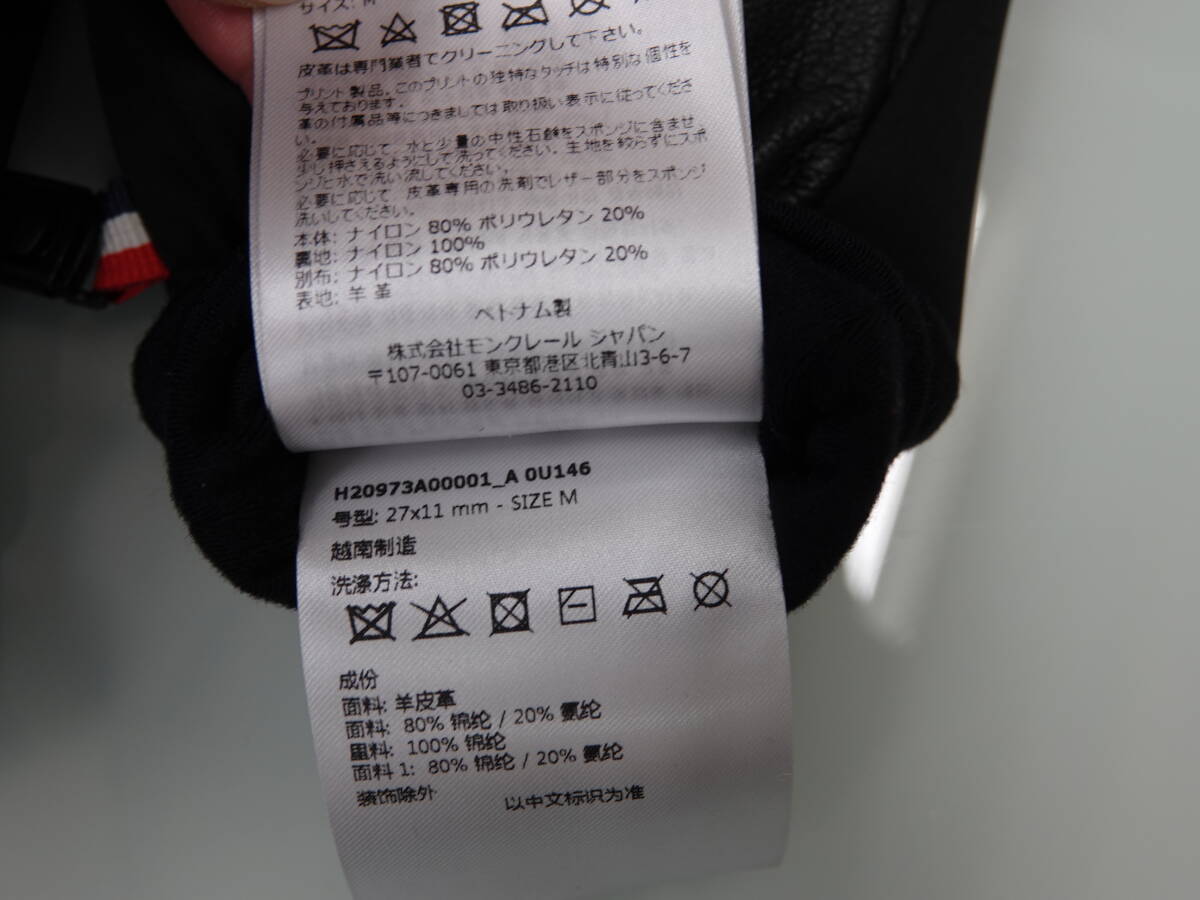 サイズ: M
皮革は専門業者でクリーニングして下さい。
プリント製品。このプリントの独特なタッチは特別な個性を
与えております。
革の付属品等につきましては取り扱い表示に従ってくださ
い。
必要に応じて、水と少量の中性石鹸をスポンジに含ませ、
少し押さえるようにして洗ってください。生地を絞らずにスポ
ンジと水で洗い流してください。
必要に応じて、皮革専用の洗剤でレザー部分をスポンジ
洗いしてください。
本体: ナイロン 80% ポリウレタン 20%
裏地: ナイロン 100%
別布: ナイロン 80% ポリウレタン 20%
表地: 羊革
ベトナム製
株式会社モンクレール ジャパン
〒107-0061 東京都港区北青山3-6-7
03-3486-2110
H20973A00001_A 0U146
号型: 27x11 mm - SIZE M
越南制造
洗涤方法:
成份
面料: 羊皮革
面料: 80% 锦纶 / 20% 氨纶
里料: 100% 锦纶
面料 1: 80% 锦纶 / 20% 氨纶
装饰除外 以中文标识为准